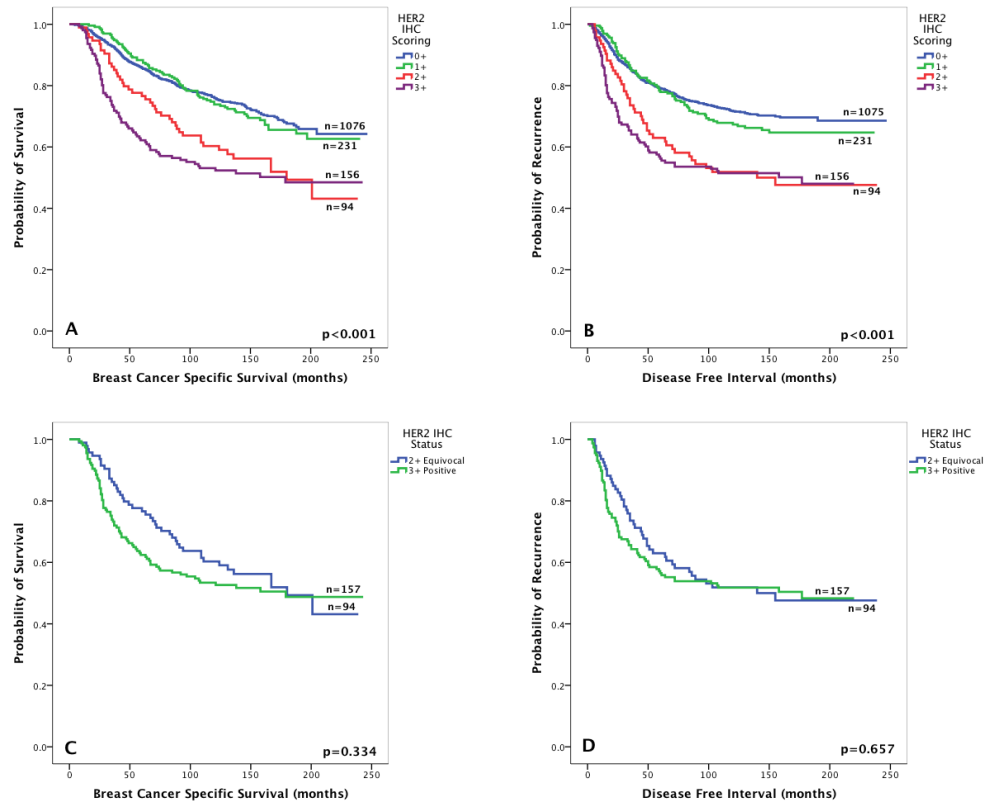 HER2
IHC
Scoring
0+
1+
2+
3+
Probability of Survival
1.0
0.8
0.6
0.4
0.2
0.0
n=1076
n=231
n=156
n=94
A
p<0.001
0 50 100 150 200 250
Breast Cancer Specific Survival (months)
HER2
IHC
Scoring
0+
1+
2+
3+
Probability of Recurrence
1.0
0.8
0.6
0.4
0.2
0.0
n=1075
n=231
n=156
n=94
B
p<0.001
0 50 100 150 200 250
Disease Free Interval (months)
HER2 IHC
Status
2+ Equivocal
3+ Positive
Probability of Survival
1.0
0.8
0.6
0.4
0.2
0.0
n=157
n=94
C
p=0.334
0 50 100 150 200 250
Breast Cancer Specific Survival (months)
HER2 IHC
Status
2+ Equivocal
3+ Positive
Probability of Recurrence
1.0
0.8
0.6
0.4
0.2
0.0
n=157
n=94
D
p=0.657
0 50 100 150 200 250
Disease Free Interval (months)